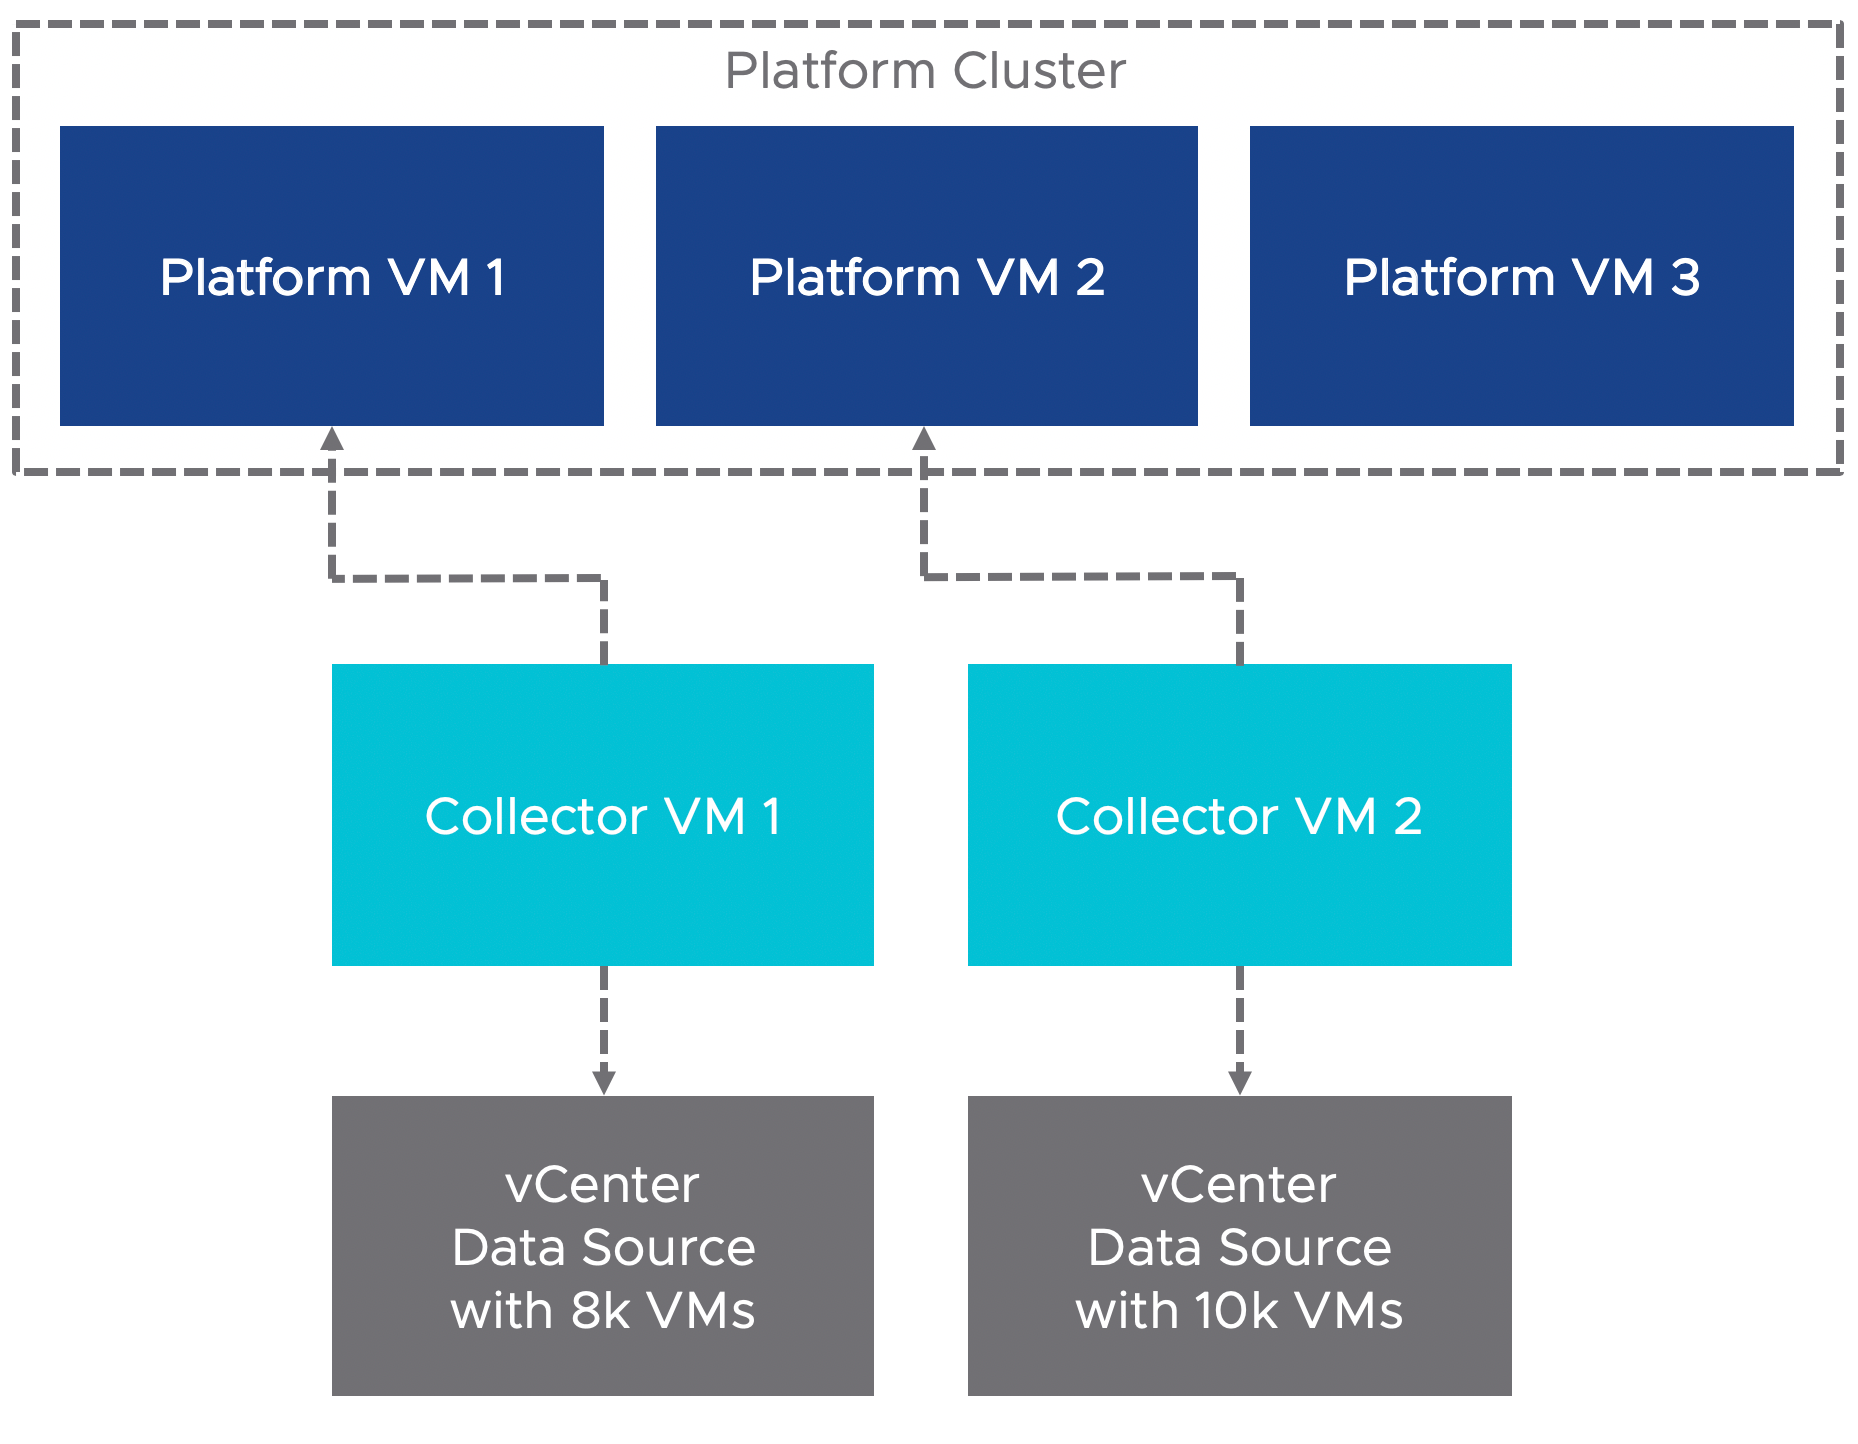 Platform Cluster
Platform VM 1
Platform VM 2
Platform VM 3
Collector VM 1
Collector VM 2
vCenter
Data Source
with 8k VMs
vCenter
Data Source
with 10k VMs